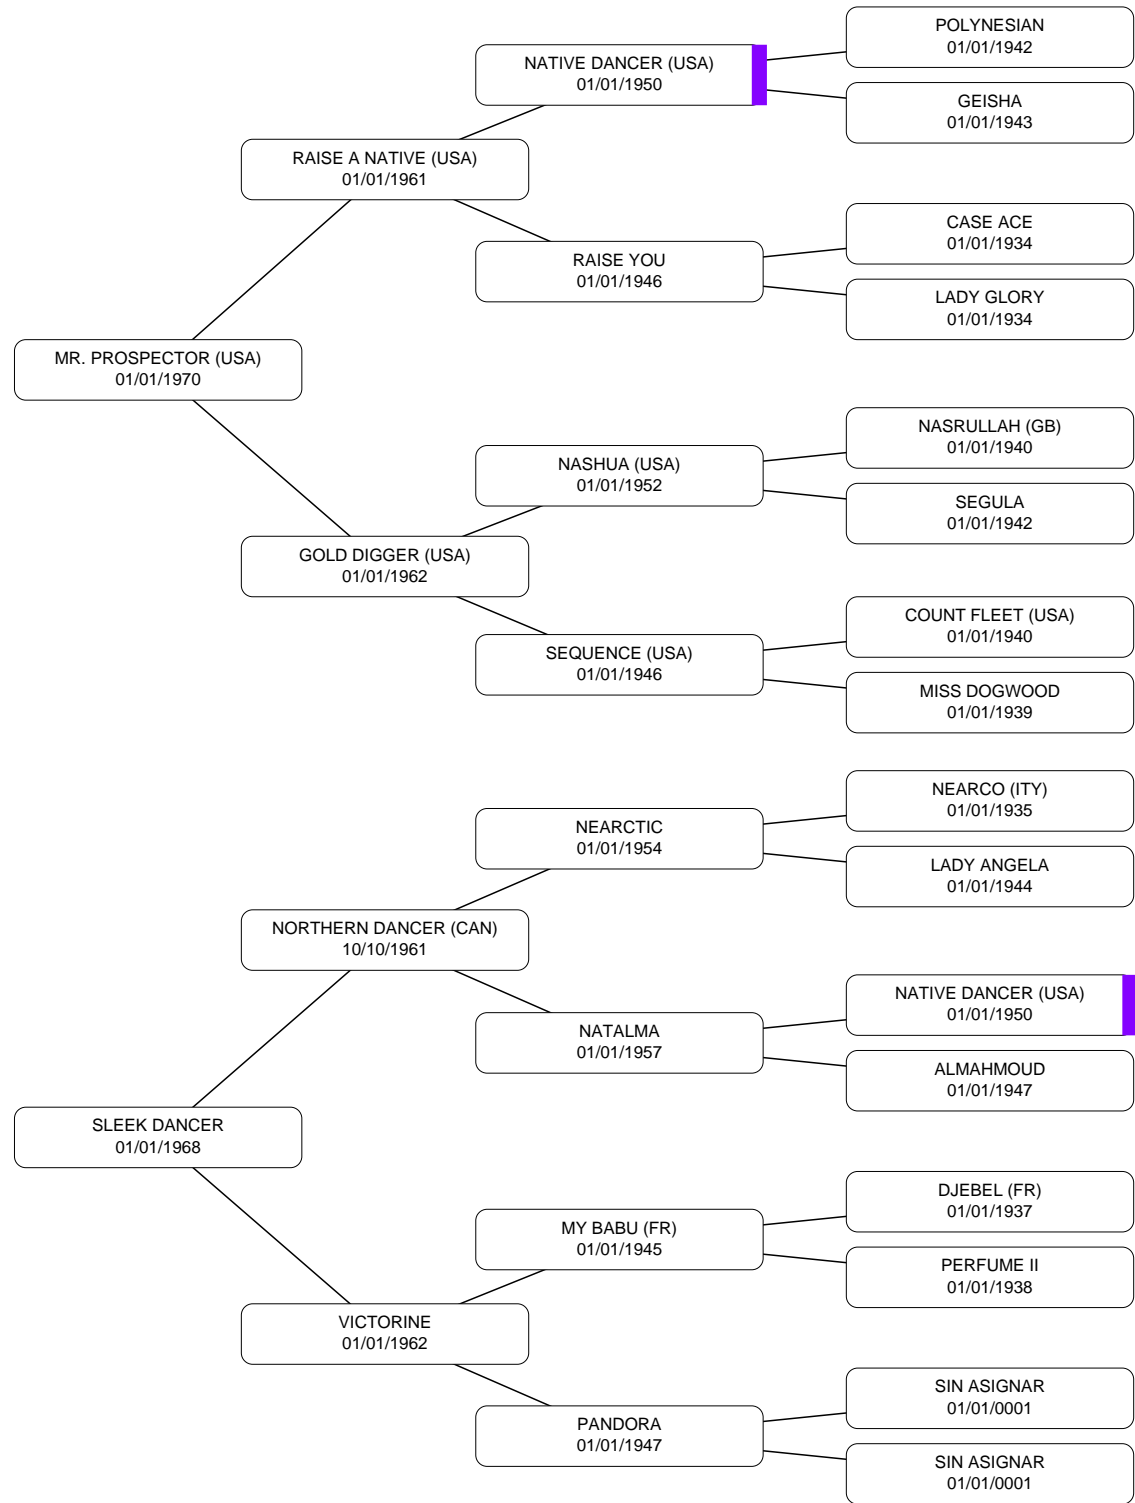 POLYNESIAN
01/01/1942
NATIVE DANCER (USA)
01/01/1950
GEISHA
01/01/1943
RAISE A NATIVE (USA)
01/01/1961
CASE ACE
01/01/1934
RAISE YOU
01/01/1946
LADY GLORY
01/01/1934
MR. PROSPECTOR (USA)
01/01/1970
NASRULLAH (GB)
01/01/1940
NASHUA (USA)
01/01/1952
SEGULA
01/01/1942
GOLD DIGGER (USA)
01/01/1962
COUNT FLEET (USA)
01/01/1940
SEQUENCE (USA)
01/01/1946
MISS DOGWOOD
01/01/1939
NEARCO (ITY)
01/01/1935
NEARCTIC
01/01/1954
LADY ANGELA
01/01/1944
NORTHERN DANCER (CAN)
10/10/1961
NATIVE DANCER (USA)
01/01/1950
NATALMA
01/01/1957
ALMAHMOUD
01/01/1947
SLEEK DANCER
01/01/1968
DJEBEL (FR)
01/01/1937
MY BABU (FR)
01/01/1945
PERFUME II
01/01/1938
VICTORINE
01/01/1962
SIN ASIGNAR
01/01/0001
PANDORA
01/01/1947
SIN ASIGNAR
01/01/0001